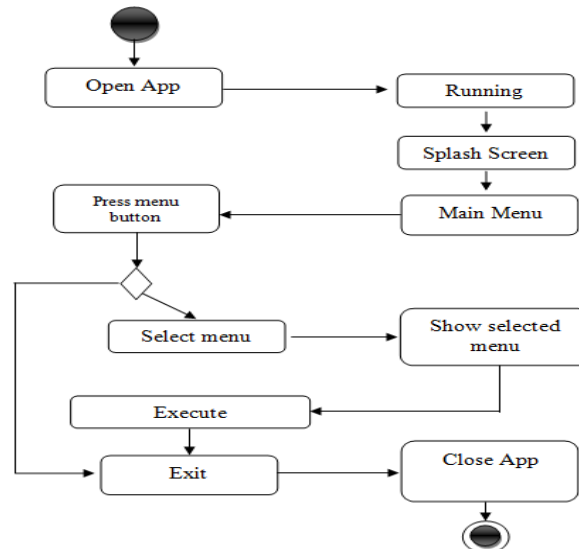 Open App
Running
Splash Screen
Main Menu
Press menu
button
Select menu
Show selected
menu
Execute
Exit
Close App